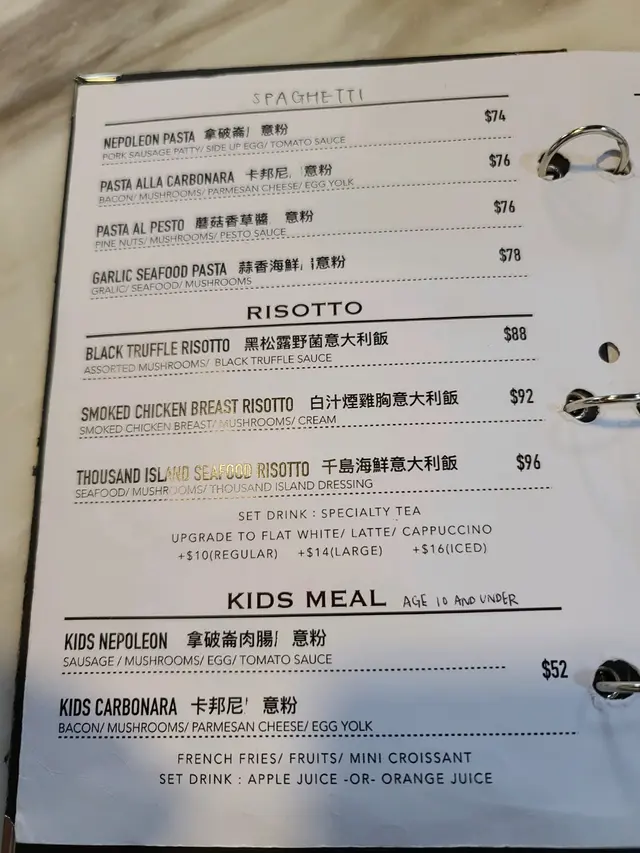 SPAGHETTI
NEPOLEON PASTA 拿破崙 意粉 $74
PORK SAUSAGE PATTY/ SIDE UP EGG/ TOMATO SAUCE
PASTA ALLA CARBONARA 卡邦尼 意粉 $76
BACON/ MUSHROOMS/ PARMESAN CHEESE/ EGG YOLK
PASTA AL PESTO 蘑菇香草醬 意粉 $76
PINE NUTS/ MUSHROOMS/ PESTO SAUCE
GARLIC SEAFOOD PASTA 蒜香海鮮 意粉 $78
GRALIC/ SEAFOOD/ MUSHROOMS
RISOTTO
BLACK TRUFFLE RISOTTO 黑松露野菌意大利飯 $88
ASSORTED MUSHROOMS/ BLACK TRUFFLE SAUCE
SMOKED CHICKEN BREAST RISOTTO 白汁煙雞胸意大利飯 $92
SMOKED CHICKEN BREAST/ MUSHROOMS/ CREAM
THOUSAND ISLAND SEAFOOD RISOTTO 千島海鮮意大利飯 $96
SEAFOOD/ MUSHROOMS/ THOUSAND ISLAND DRESSING
SET DRINK : SPECIALTY TEA
UPGRADE TO FLAT WHITE/ LATTE/ CAPPUCCINO
+$10(REGULAR) +$14(LARGE) +$16(ICED)
KIDS MEAL AGE 10 AND UNDER
KIDS NEPOLEON 拿破崙肉腸 意粉
SAUSAGE / MUSHROOMS/ EGG/ TOMATO SAUCE
$52
KIDS CARBONARA 卡邦尼 意粉
BACON/ MUSHROOMS/ PARMESAN CHEESE/ EGG YOLK
FRENCH FRIES/ FRUITS/ MINI CROISSANT
SET DRINK : APPLE JUICE -OR- ORANGE JUICE